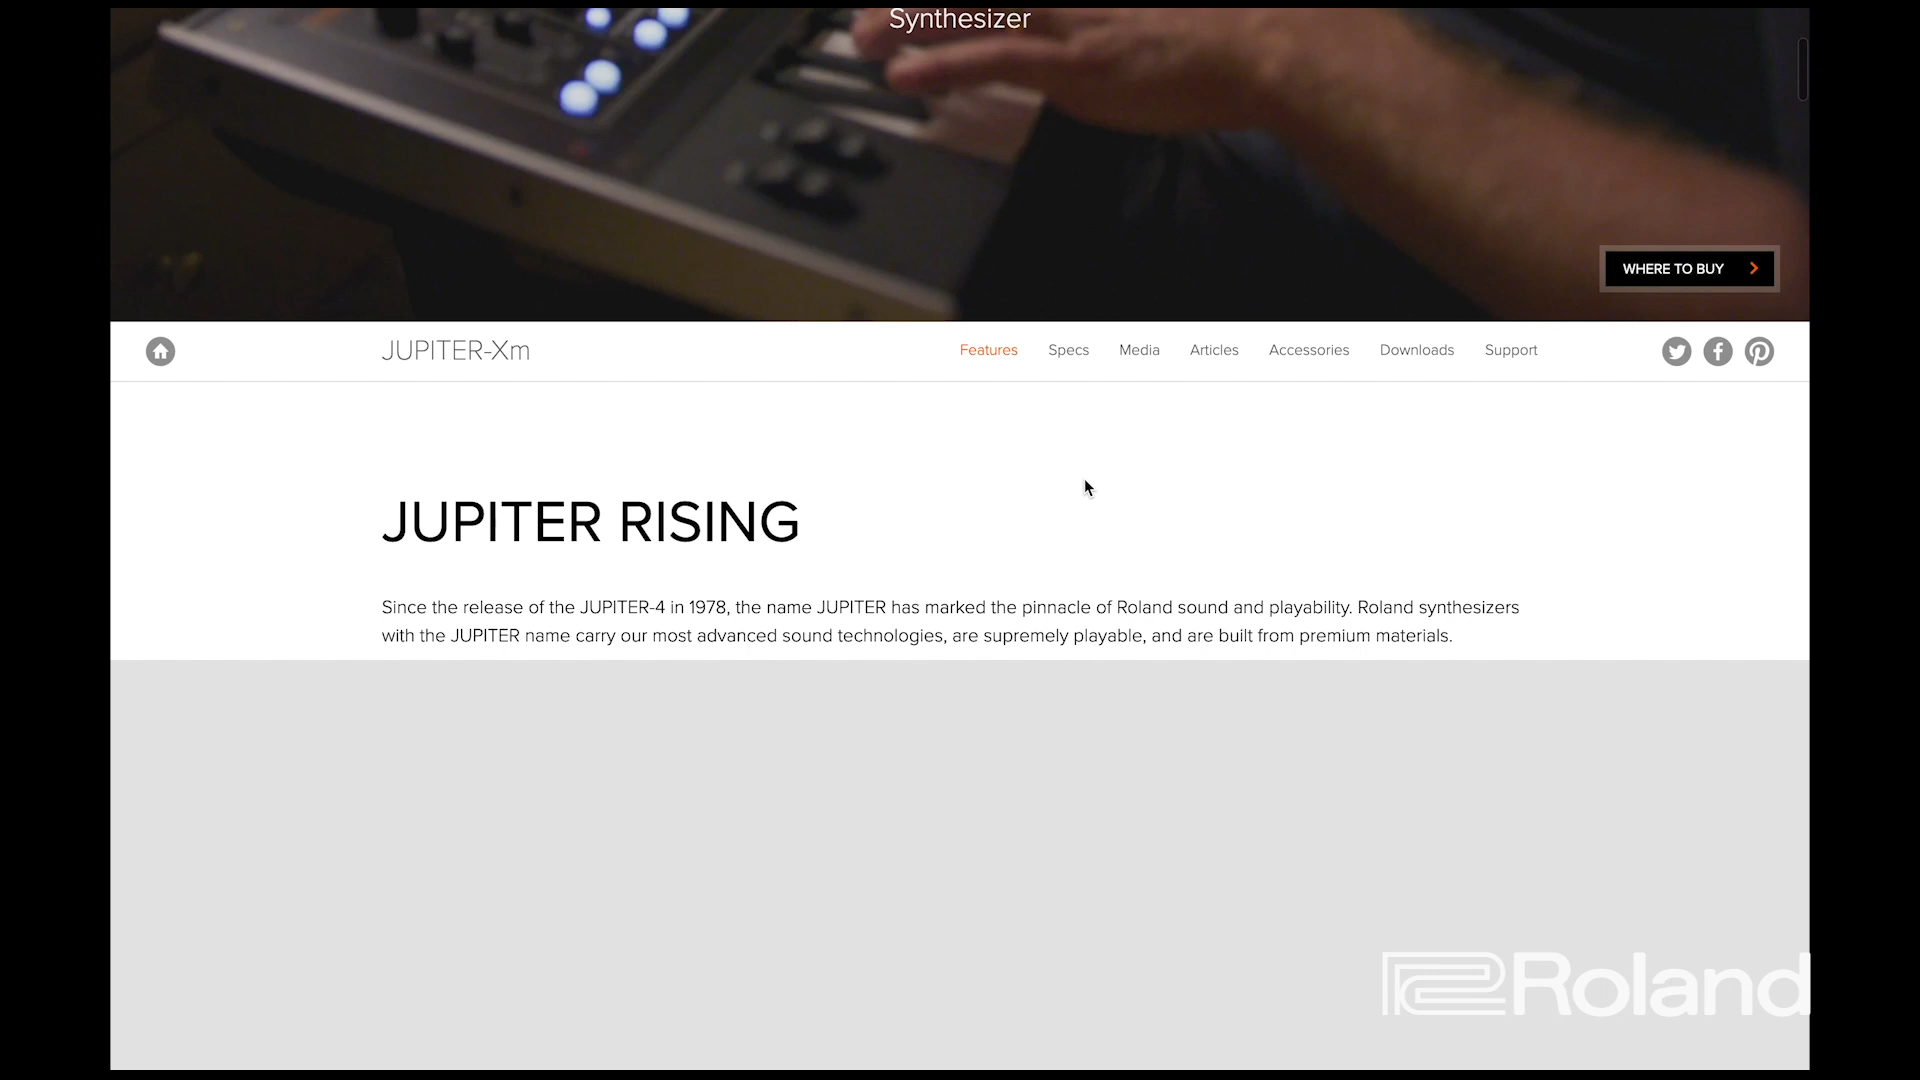 Synthesizer
WHERE TO BUY
JUPITER-Xm
Features
Specs
Media
Articles
Accessories
Downloads
Support
JUPITER RISING
Since the release of the JUPITER-4 in 1978, the name JUPITER has marked the pinnacle of Roland sound and playability. Roland synthesizers
with the JUPITER name carry our most advanced sound technologies, are supremely playable, and are built from premium materials.
Roland